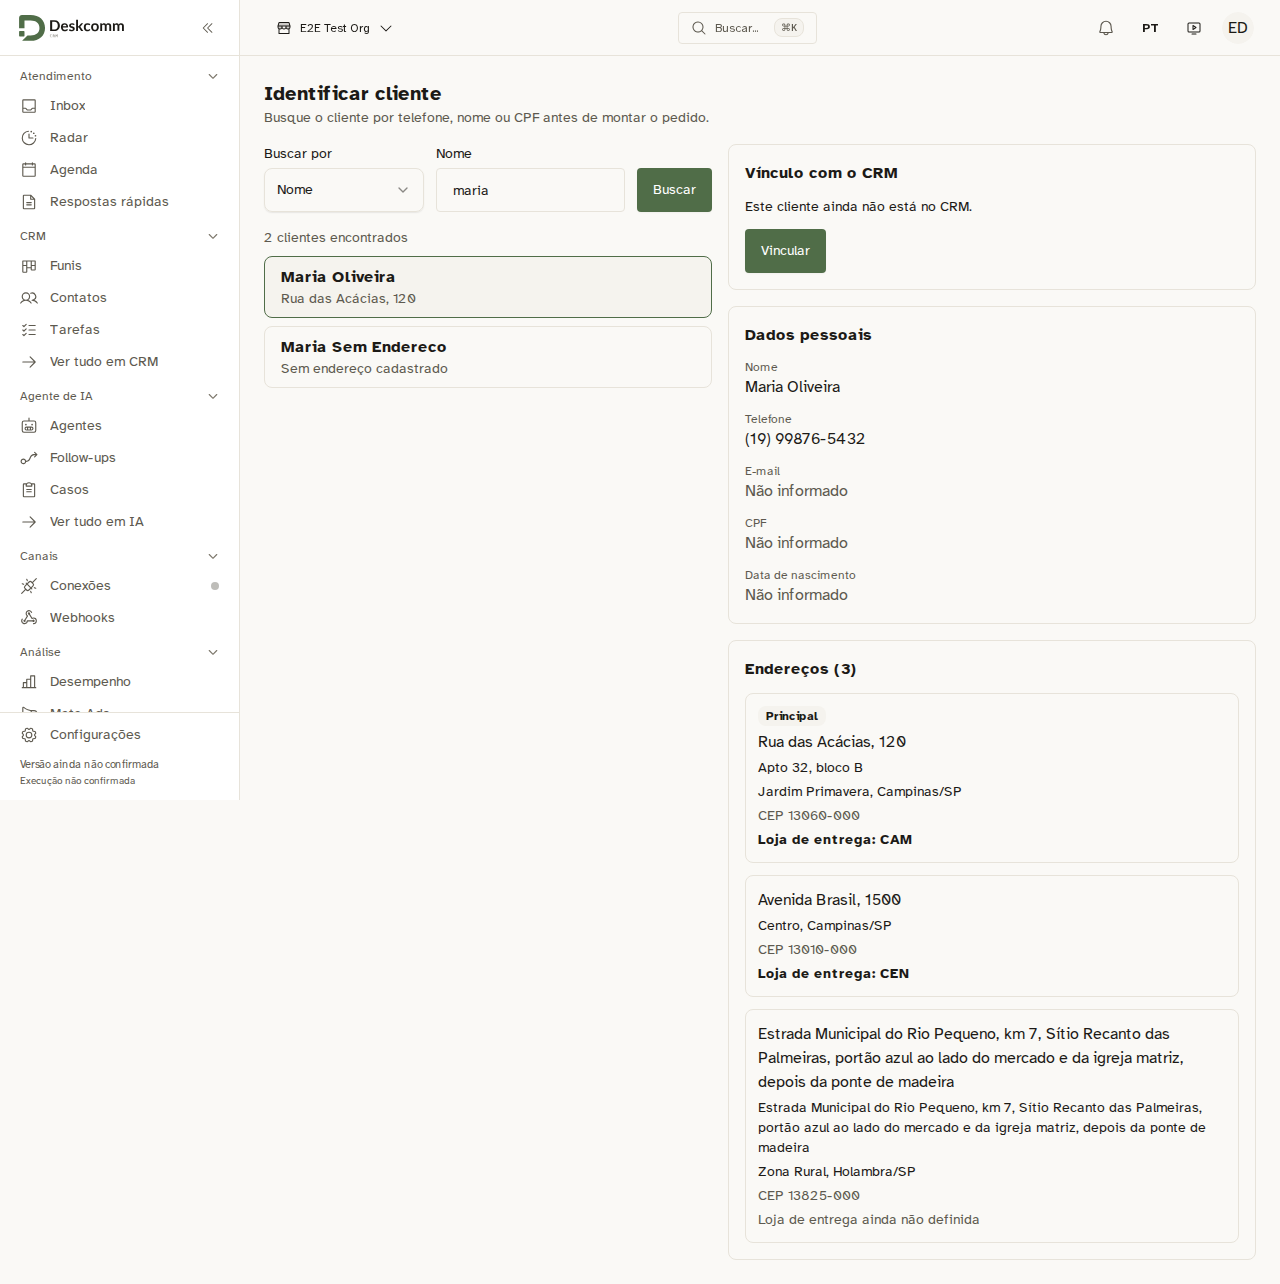 Deskcomm
E2E Test Org
Buscar...
⌘K
PT
ED
Atendimento
Inbox
Radar
Agenda
Respostas rápidas
CRM
Funis
Contatos
Tarefas
Ver tudo em CRM
Agente de IA
Agentes
Follow-ups
Casos
Ver tudo em IA
Canais
Conexões
Webhooks
Análise
Desempenho
Meta Ads
Configurações
Versão ainda não confirmada
Execução não confirmada
Identificar cliente
Busque o cliente por telefone, nome ou CPF antes de montar o pedido.
Buscar por
Nome
Nome
maria
Buscar
2 clientes encontrados
Maria Oliveira
Rua das Acácias, 120
Maria Sem Endereco
Sem endereço cadastrado
Vínculo com o CRM
Este cliente ainda não está no CRM.
Vincular
Dados pessoais
Nome
Maria Oliveira
Telefone
(19) 99876-5432
E-mail
Não informado
CPF
Não informado
Data de nascimento
Não informado
Endereços (3)
Principal
Rua das Acácias, 120
Apto 32, bloco B
Jardim Primavera, Campinas/SP
CEP 13060-000
Loja de entrega: CAM
Avenida Brasil, 1500
Centro, Campinas/SP
CEP 13010-000
Loja de entrega: CEN
Estrada Municipal do Rio Pequeno, km 7, Sítio Recanto das
Palmeiras, portão azul ao lado do mercado e da igreja matriz,
depois da ponte de madeira
Estrada Municipal do Rio Pequeno, km 7, Sítio Recanto das Palmeiras,
portão azul ao lado do mercado e da igreja matriz, depois da ponte de
madeira
Zona Rural, Holambra/SP
CEP 13825-000
Loja de entrega ainda não definida